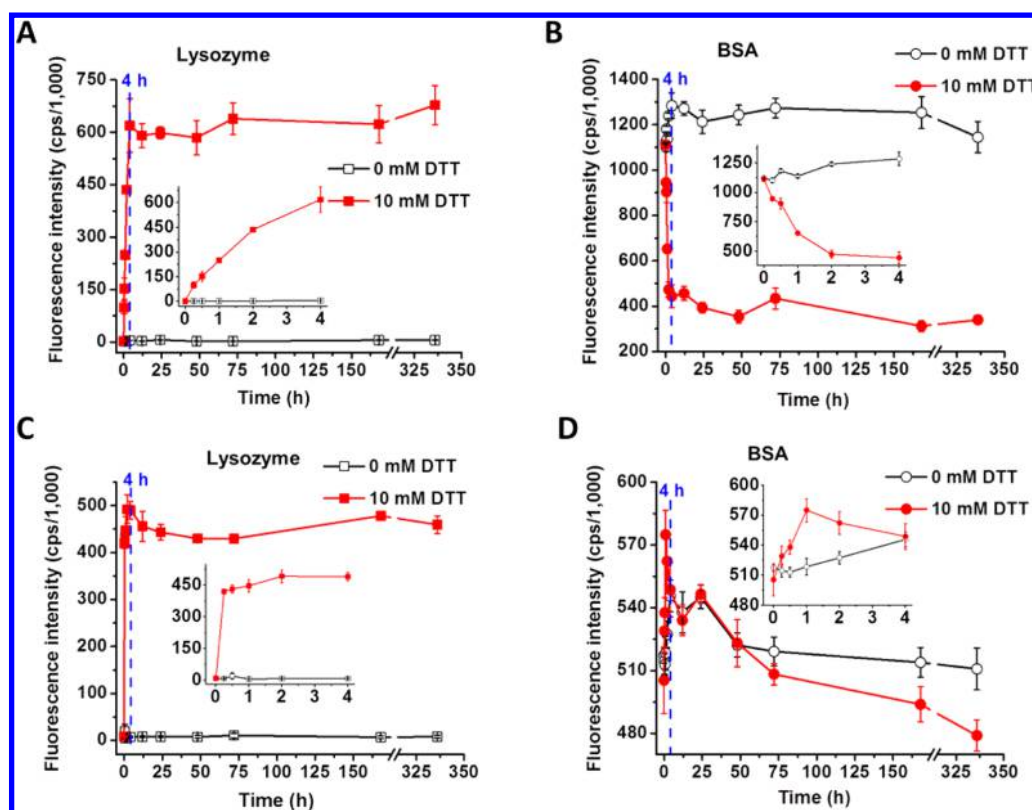 A
Lysozyme
4 h
Fluorescence intensity (cps/1,000)
750
600
450
300
150
0
0 mM DTT
10 mM DTT
600
450
300
150
0
0 1 2 3 4
0 25 50 75 100 125 150 325 350
Time (h)
B
BSA
4 h
Fluorescence intensity (cps/1,000)
1400
1200
1000
800
600
400
200
0 mM DTT
10 mM DTT
1250
1000
750
500
0 1 2 3 4
0 25 50 75 100 125 150 325 350
Time (h)
C
Lysozyme
4 h
Fluorescence intensity (cps/1,000)
500
400
300
200
100
0
0 mM DTT
10 mM DTT
450
300
150
0
0 1 2 3 4
0 25 50 75 100 125 150 325 350
Time (h)
D
BSA
4 h
Fluorescence intensity (cps/1,000)
600
570
540
510
480
0 mM DTT
10 mM DTT
600
570
540
510
480
0 1 2 3 4
0 25 50 75 100 125 150 325 350
Time (h)